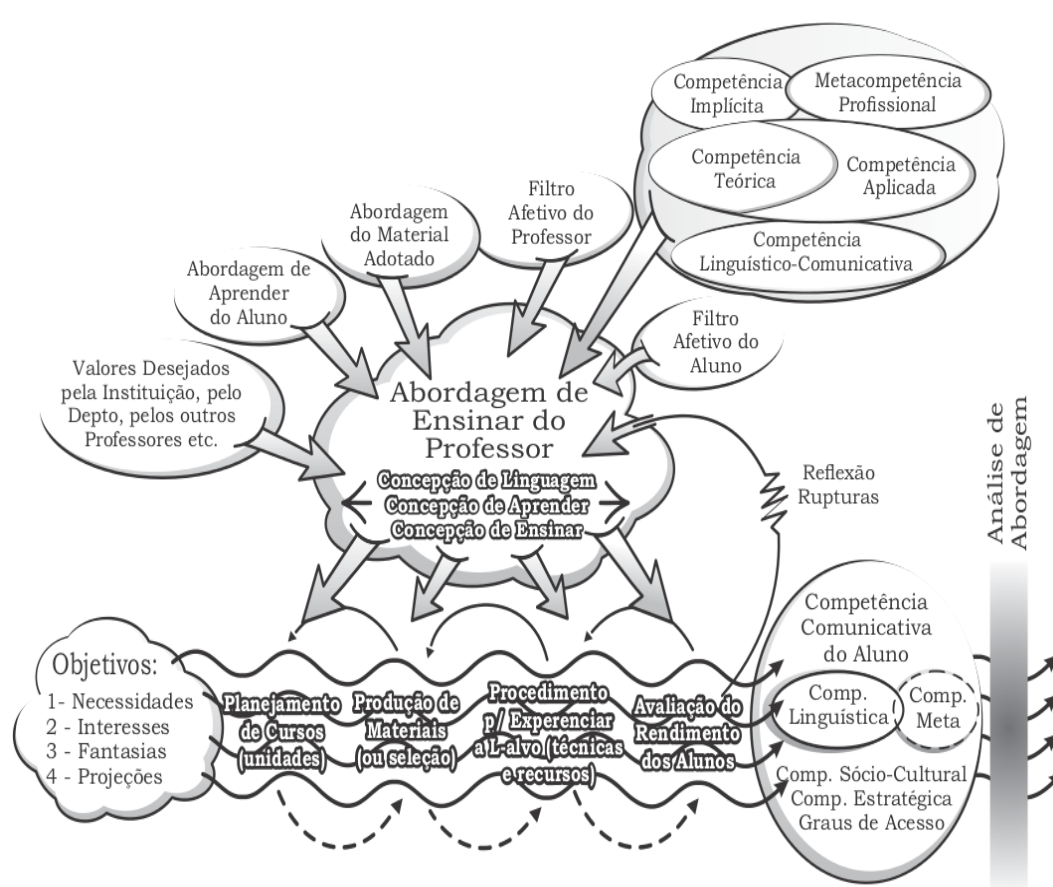 Competência
Implícita
Metacompetência
Profissional
Competência
Teórica
Competência
Aplicada
Competência
Linguístico-Comunicativa
Filtro
Afetivo do
Professor
Abordagem
do Material
Adotado
Abordagem de
Aprender
do Aluno
Valores Desejados
pela Instituição, pelo
Depto, pelos outros
Professores etc.
Filtro
Afetivo do
Aluno
Abordagem de
Ensinar do
Professor
Concepção de Linguagem
Concepção de Aprender
Concepção de Ensinar
Reflexão
Rupturas
Análise de
Abordagem
Objetivos:
1- Necessidades
2 - Interesses
3 - Fantasias
4 - Projeções
Planejamento
de Cursos
(unidades)
Produção de
Materiais
(ou seleção)
Procedimento
p/ Experenciar
a L-alvo (técnicas
e recursos)
Avaliação do
Rendimento
dos Alunos
Competência
Comunicativa
do Aluno
Comp.
Linguística
Comp.
Meta
Comp. Sócio-Cultural
Comp. Estratégica
Graus de Acesso